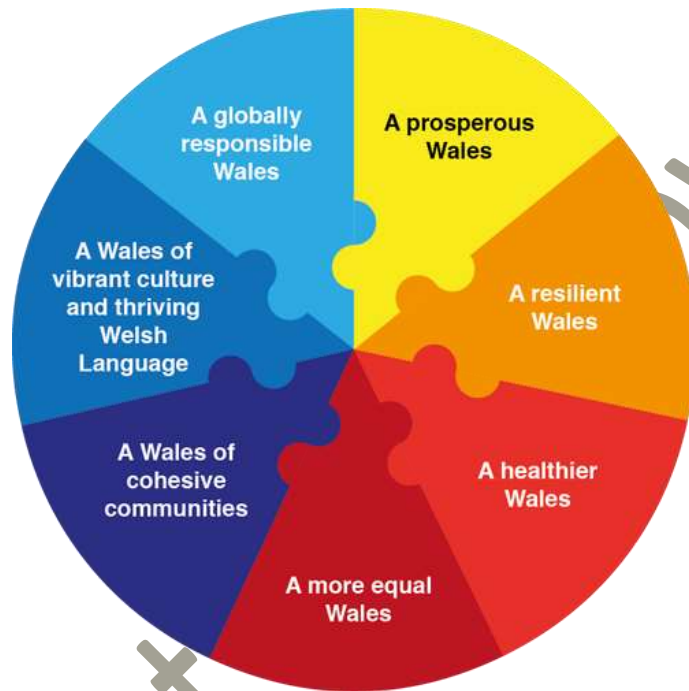 A prosperous
Wales
A resilient
Wales
A healthier
Wales
A more equal
Wales
A Wales of
cohesive
communities
A Wales of
vibrant culture
and thriving
Welsh
Language
A globally
responsible
Wales